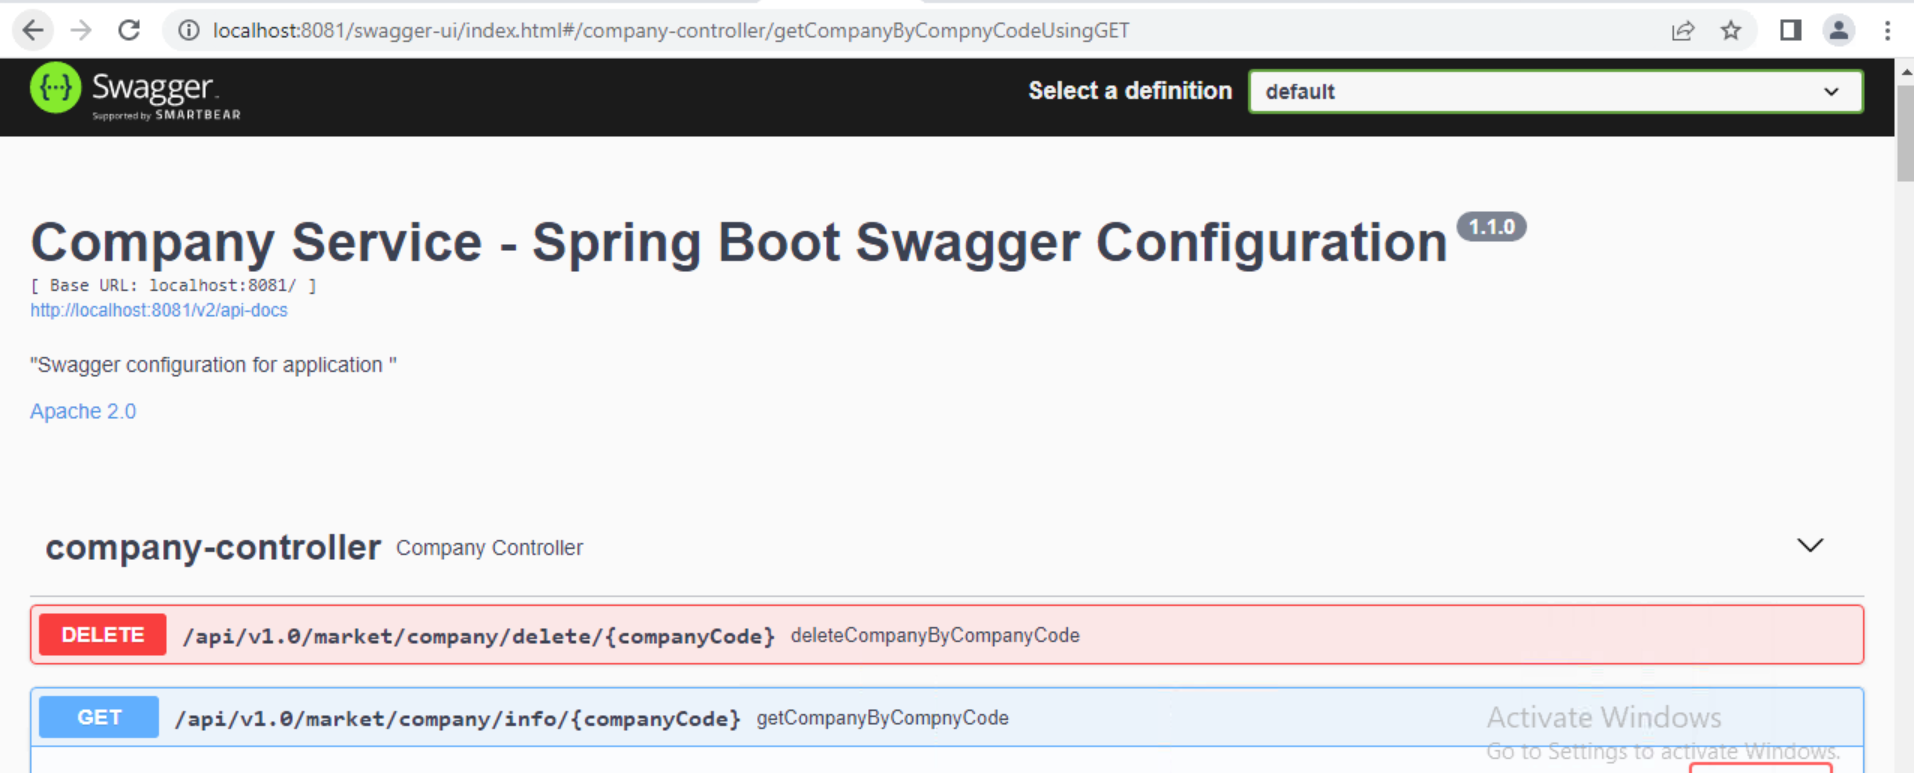 localhost:8081/swagger-ui/index.html#/company-controller/getCompanyByCompnyCodeUsingGET
{···} Swagger.
Supported by SMARTBEAR
Select a definition default
Company Service - Spring Boot Swagger Configuration 1.1.0
[ Base URL: localhost:8081/ ]
http://localhost:8081/v2/api-docs
"Swagger configuration for application "
Apache 2.0
company-controller Company Controller
DELETE /api/v1.0/market/company/delete/{companyCode} deleteCompanyByCompanyCode
GET /api/v1.0/market/company/info/{companyCode} getCompanyByCompnyCode
Activate Windows
Go to Settings to activate Windows.